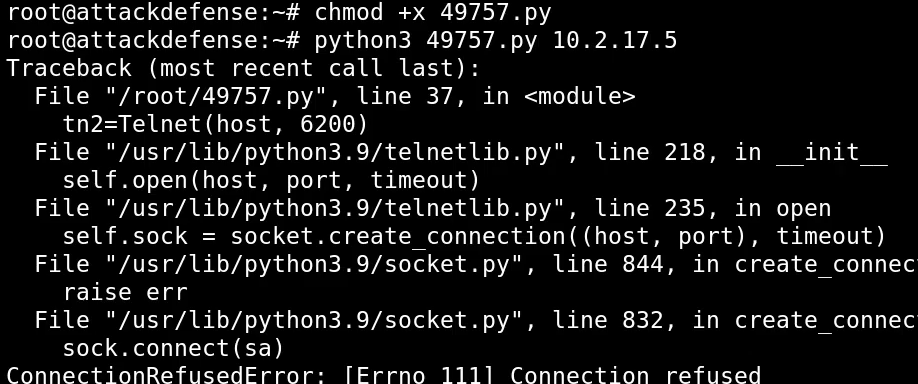 root@attackdefense:~# chmod +x 49757.py
root@attackdefense:~# python3 49757.py 10.2.17.5
Traceback (most recent call last):
  File "/root/49757.py", line 37, in <module>
    tn2=Telnet(host, 6200)
  File "/usr/lib/python3.9/telnetlib.py", line 218, in __init__
    self.open(host, port, timeout)
  File "/usr/lib/python3.9/telnetlib.py", line 235, in open
    self.sock = socket.create_connection((host, port), timeout)
  File "/usr/lib/python3.9/socket.py", line 844, in create_connec
    raise err
  File "/usr/lib/python3.9/socket.py", line 832, in create_connec
    sock.connect(sa)
ConnectionRefusedError: [Errno 111] Connection refused